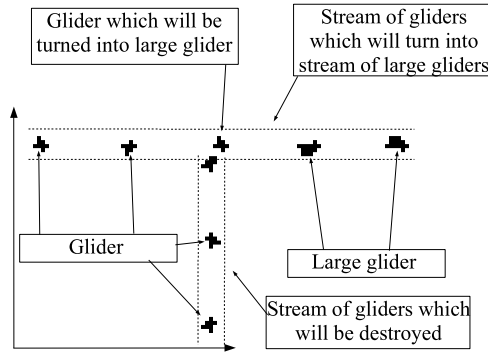 Glider which will be
turned into large glider
Stream of gliders
which will turn into
stream of large gliders
Glider
Large glider
Stream of gliders which
will be destroyed